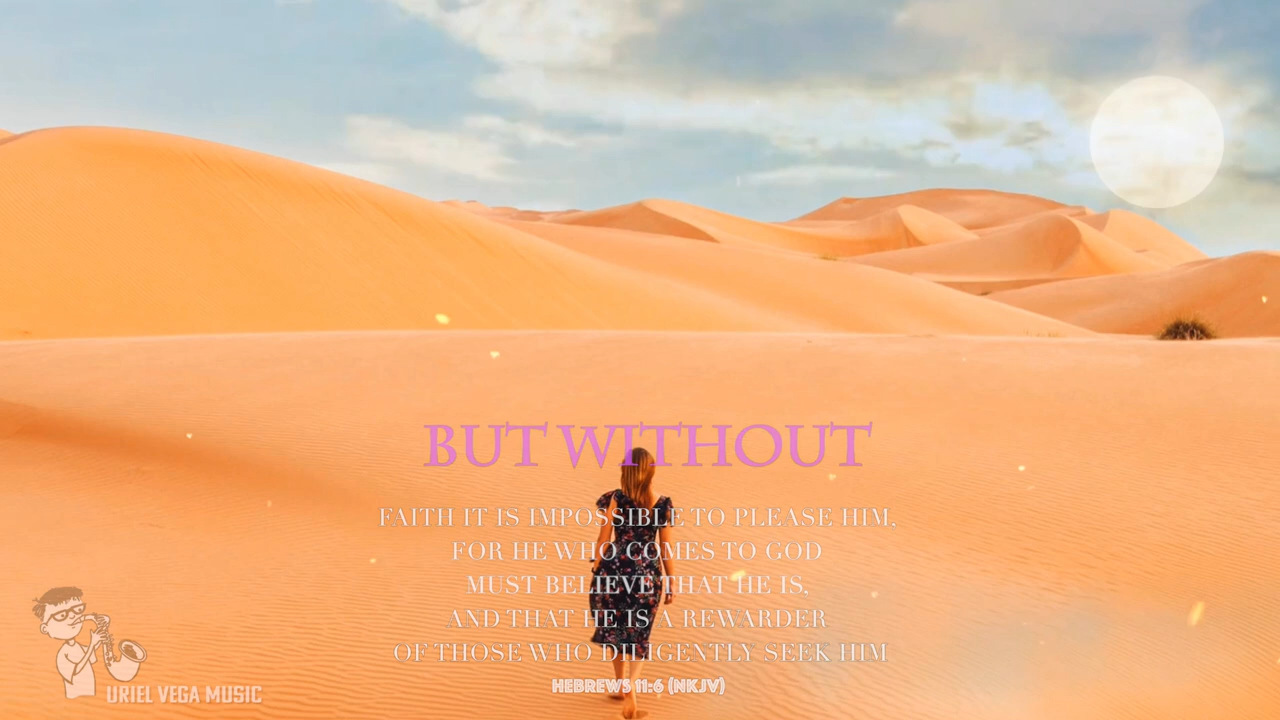 BUT WITHOUT
FAITH IT IS IMPOSSIBLE TO PLEASE HIM,
FOR HE WHO COMES TO GOD
MUST BELIEVE THAT HE IS,
AND THAT HE IS A REWARDER
OF THOSE WHO DILIGENTLY SEEK HIM
HEBREWS 11:6 (NKJV)
URIEL VEGA MUSIC